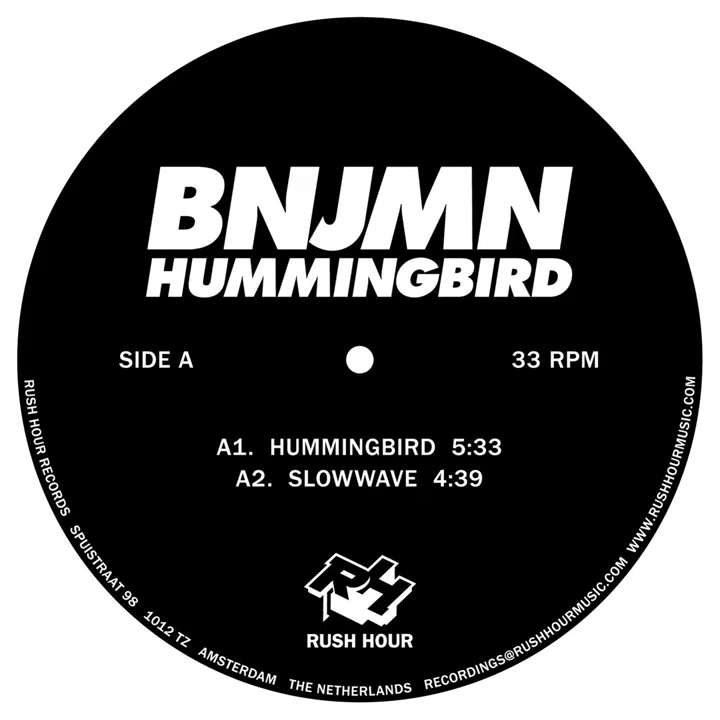 BNJMN
HUMMINGBIRD
SIDE A
33 RPM
A1. HUMMINGBIRD 5:33
A2. SLOWWAVE 4:39
RH
RUSH HOUR
RUSH HOUR RECORDS SPUISTRAAT 98 1012 TZ AMSTERDAM THE NETHERLANDS RECORDINGS@RUSHHOURMUSIC.COM WWW.RUSHHOURMUSIC.COM